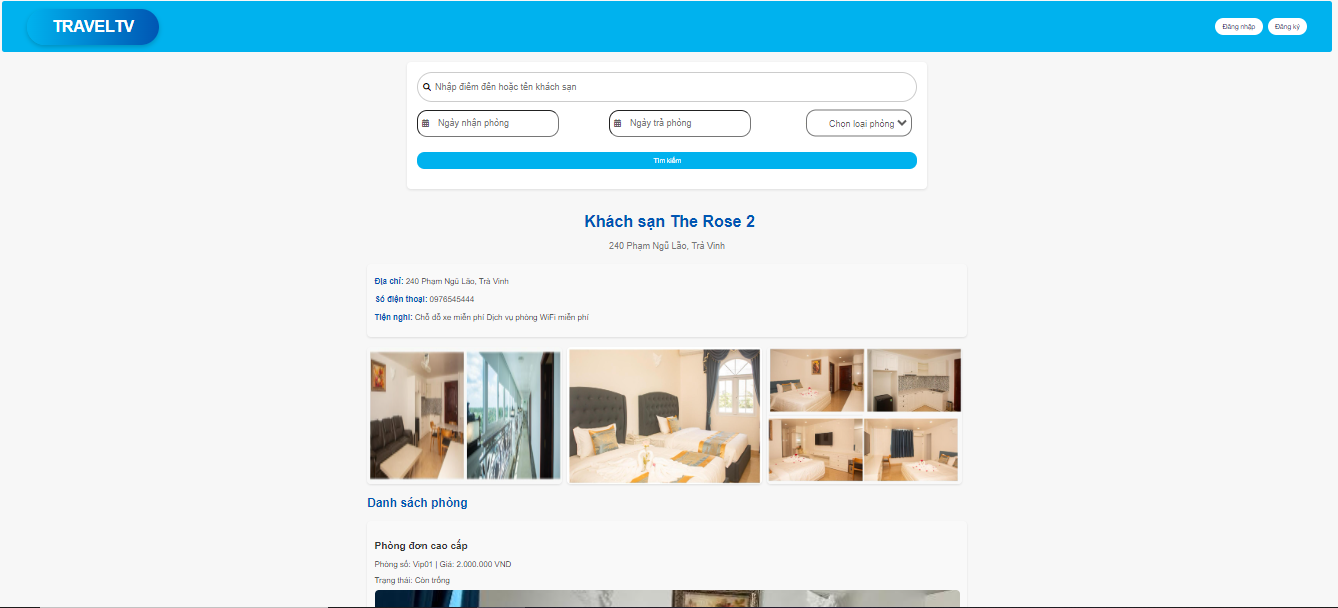 TRAVELTV
Đăng nhập Đăng ký
Nhập điểm đến hoặc tên khách sạn
Ngày nhận phòng Ngày trả phòng Chọn loại phòng
Tìm kiếm
Khách sạn The Rose 2
240 Phạm Ngũ Lão, Trà Vinh
Địa chỉ: 240 Phạm Ngũ Lão, Trà Vinh
Số điện thoại: 0976545444
Tiện nghi: Chỗ đỗ xe miễn phí Dịch vụ phòng WiFi miễn phí
Danh sách phòng
Phòng đơn cao cấp
Phòng số: Vip01 | Giá: 2.000.000 VND
Trạng thái: Còn trống